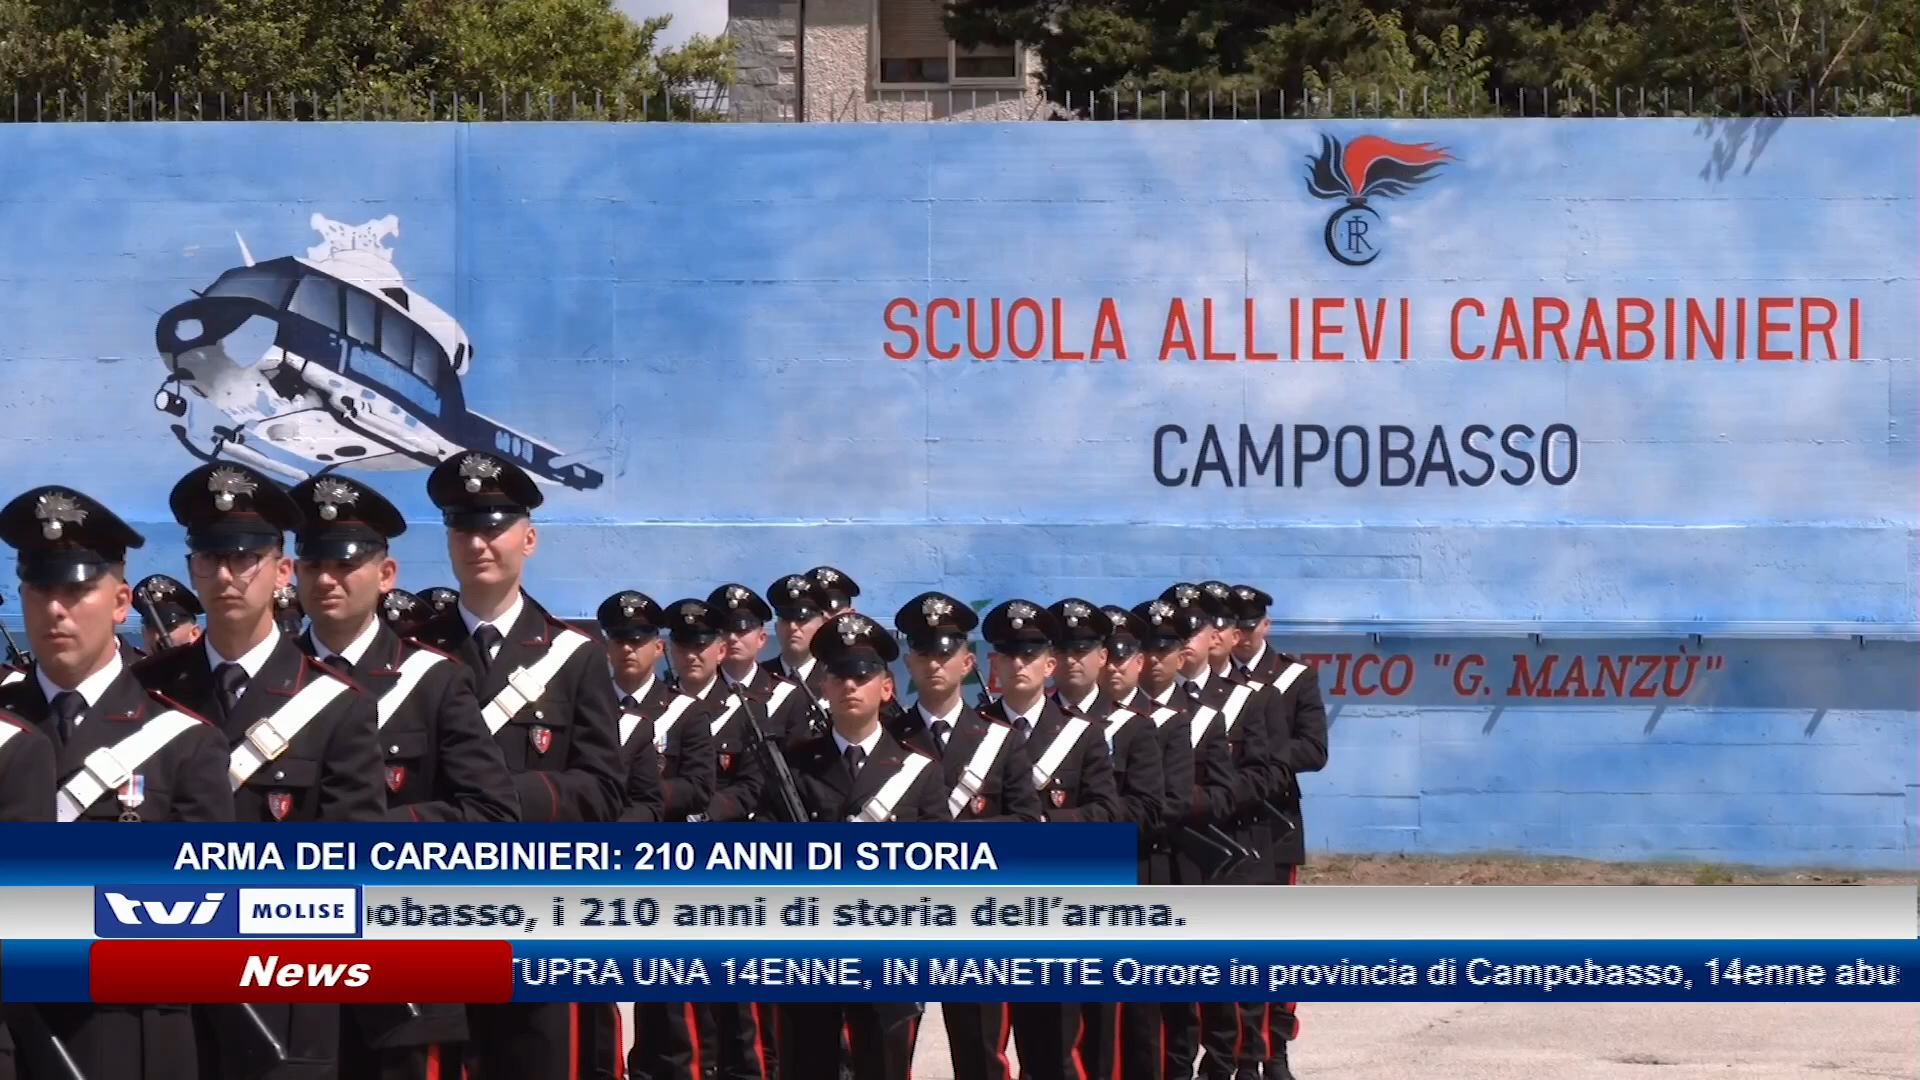 SCUOLA ALLIEVI CARABINIERI
CAMPOBASSO
"G. MANZÙ"
ARMA DEI CARABINIERI: 210 ANNI DI STORIA
tvi MOLISE obasso, i 210 anni di storia dell’arma.
News TUPRA UNA 14ENNE, IN MANETTE Orrore in provincia di Campobasso, 14enne abu